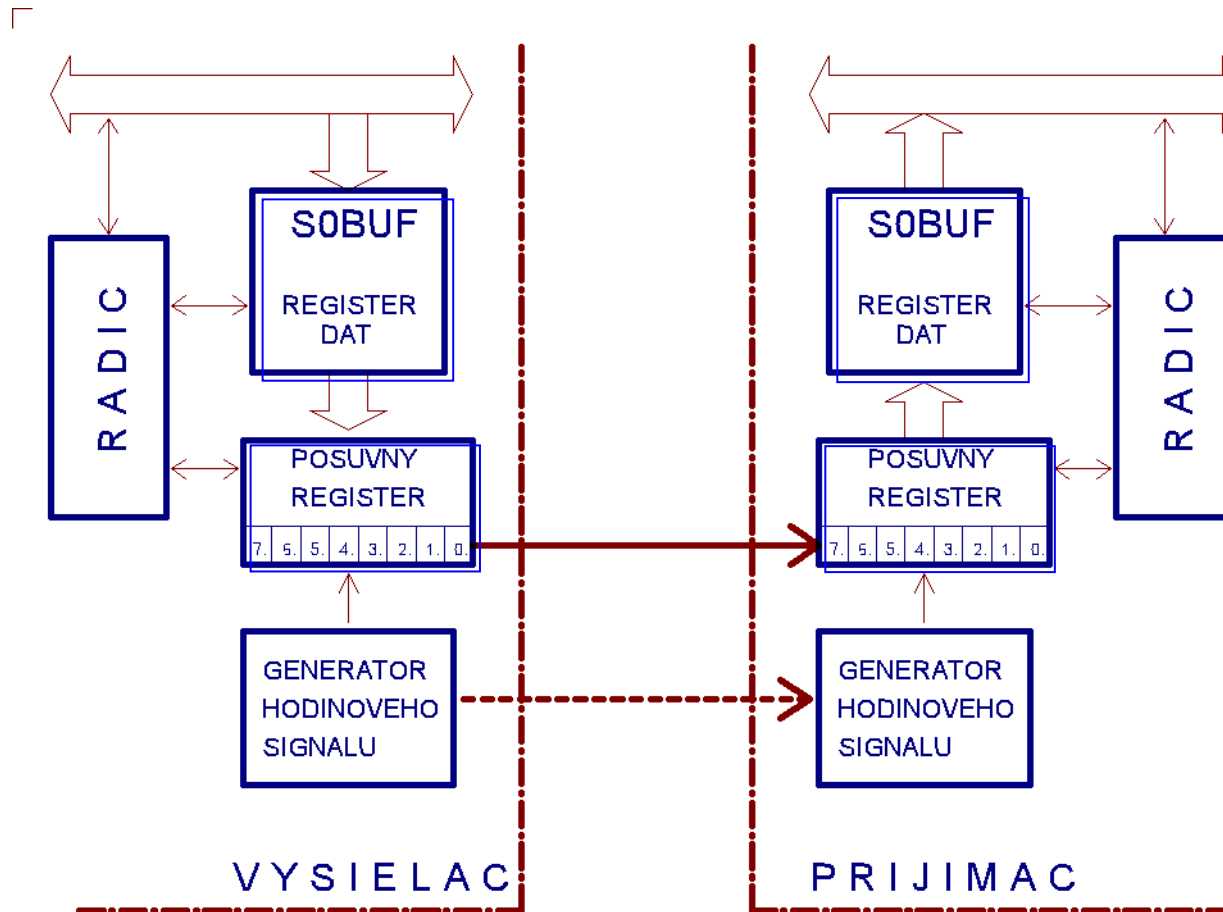 S0BUF
REGISTER
DAT
RADIC
POSUVNY
REGISTER
7. 6. 5. 4. 3. 2. 1. 0.
GENERATOR
HODINOVEHO
SIGNALU
VYSIELAC
S0BUF
REGISTER
DAT
RADIC
POSUVNY
REGISTER
7. 6. 5. 4. 3. 2. 1. 0.
GENERATOR
HODINOVEHO
SIGNALU
PRIJIMAC